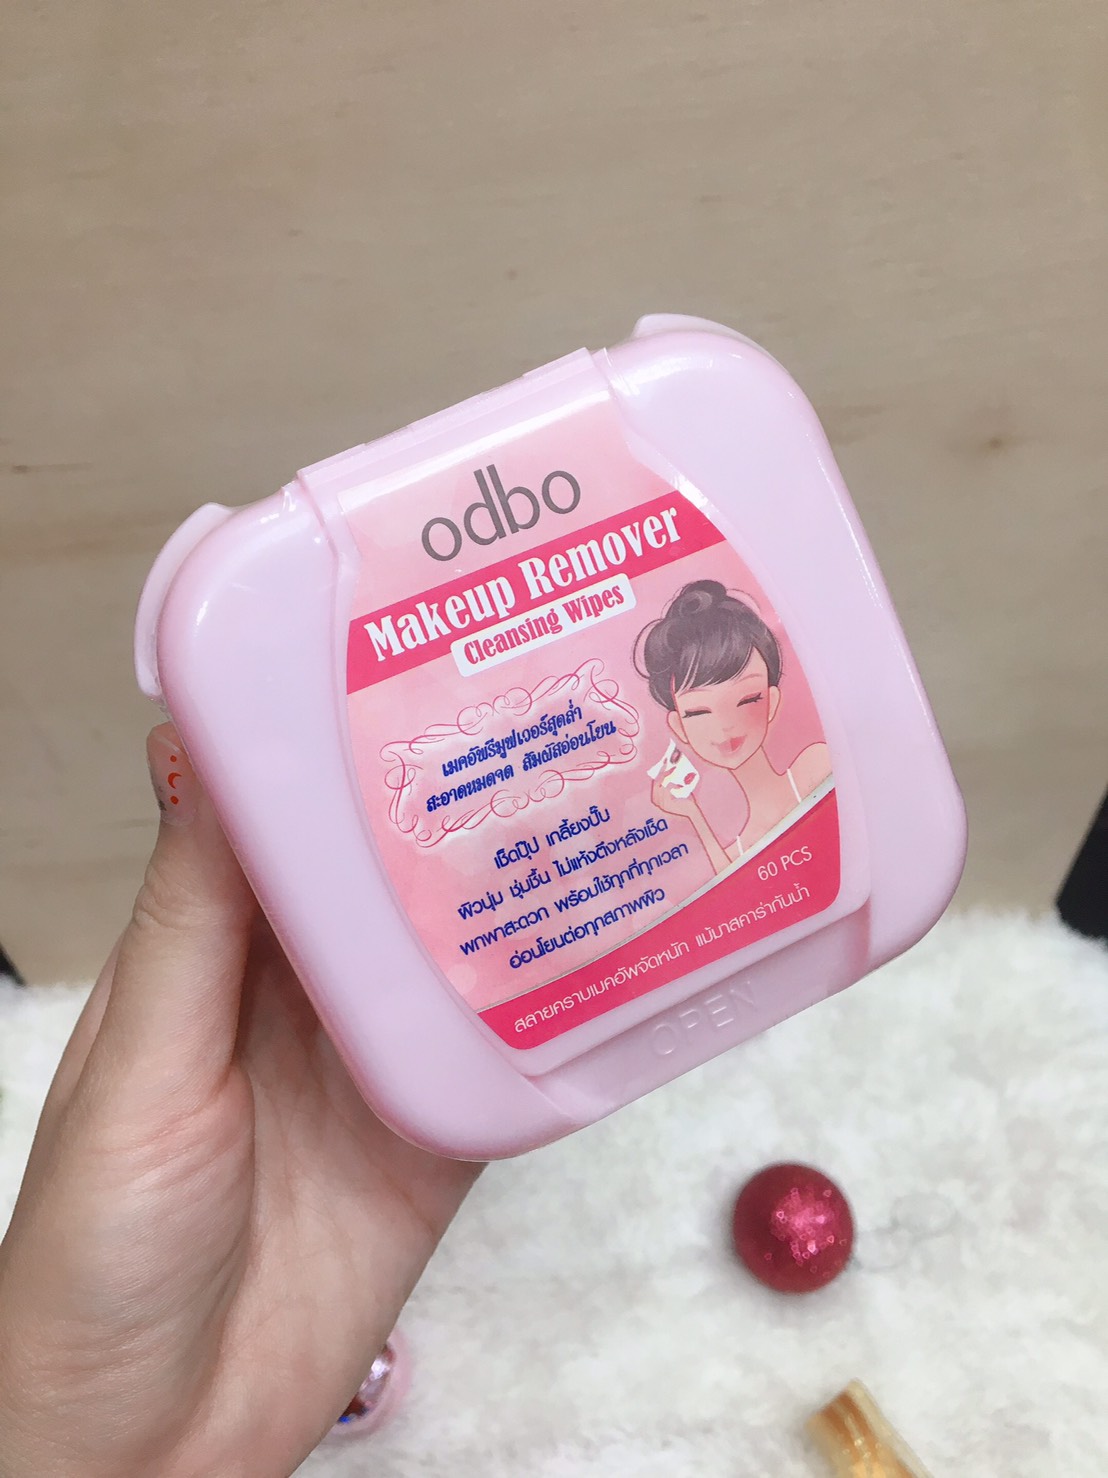 odbo
Makeup Remover
Cleansing Wipes
เมคอัพรีมูฟเวอร์สุดล้ำ
สะอาดหมดจด สัมผัสอ่อนโยน
เช็ดปุ๊ป เกลี้ยงปั๊บ
ผิวนุ่ม ชุ่มชื้น ไม่แห้งตึงหลังเช็ด
พกพาสะดวก พร้อมใช้ทุกที่ทุกเวลา
อ่อนโยนต่อทุกสภาพผิว
60 PCS
สลายคราบเมคอัพจัดหนัก แม้มาสคาร่ากันน้ำ
OPEN